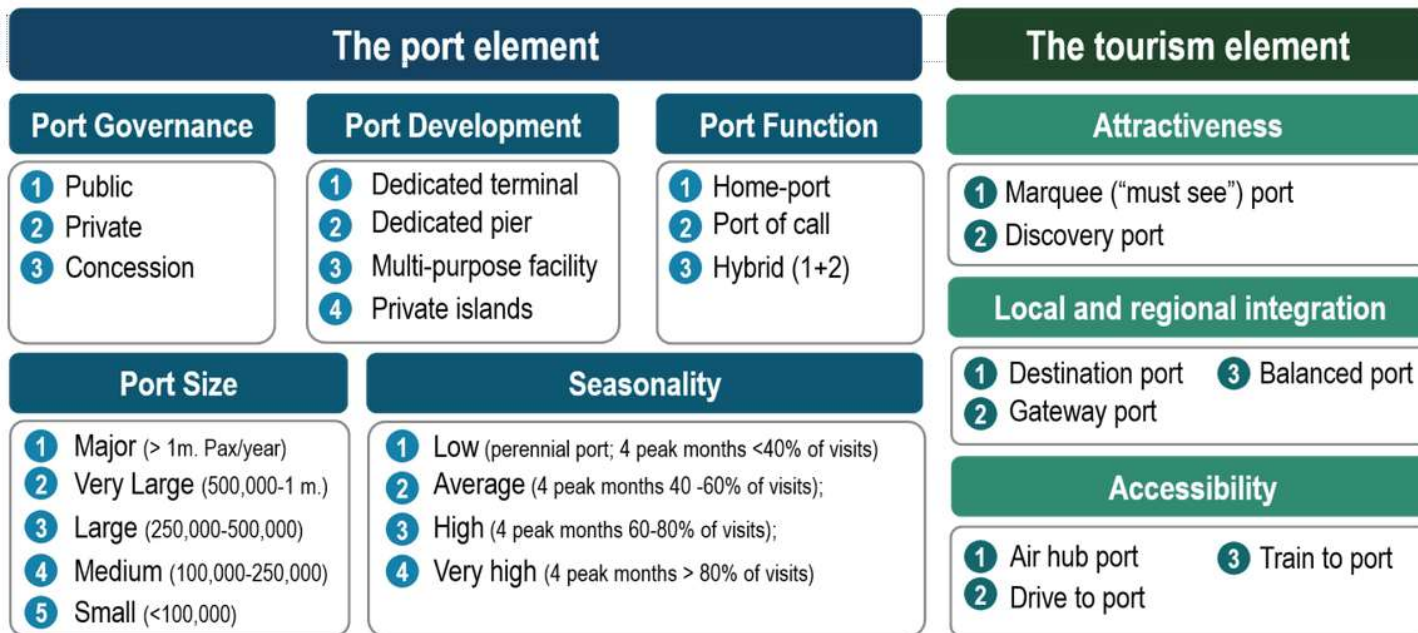 The port element
Port Governance
1 Public
2 Private
3 Concession
Port Development
1 Dedicated terminal
2 Dedicated pier
3 Multi-purpose facility
4 Private islands
Port Function
1 Home-port
2 Port of call
3 Hybrid (1+2)
Port Size
1 Major (> 1m. Pax/year)
2 Very Large (500,000-1 m.)
3 Large (250,000-500,000)
4 Medium (100,000-250,000)
5 Small (<100,000)
Seasonality
1 Low (perennial port; 4 peak months <40% of visits)
2 Average (4 peak months 40 -60% of visits);
3 High (4 peak months 60-80% of visits);
4 Very high (4 peak months > 80% of visits)
The tourism element
Attractiveness
1 Marquee (“must see”) port
2 Discovery port
Local and regional integration
1 Destination port
2 Gateway port
3 Balanced port
Accessibility
1 Air hub port
2 Drive to port
3 Train to port